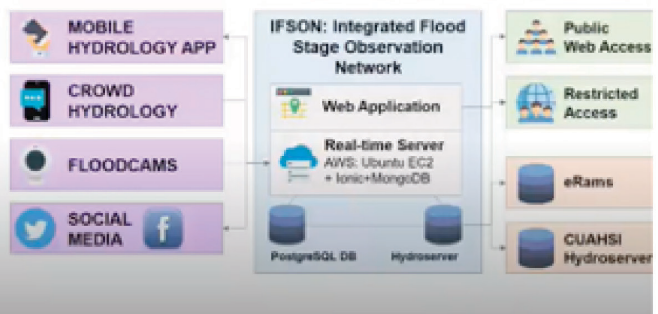 MOBILE
HYDROLOGY APP
CROWD
HYDROLOGY
FLOODCAMS
SOCIAL
MEDIA
IFSON: Integrated Flood
Stage Observation
Network
Web Application
Real-time Server
AWS: Ubuntu EC2
+ Ionic+MongoDB
PostgreSQL DB
Hydroserver
Public
Web Access
Restricted
Access
eRams
CUAHSI
Hydroserver